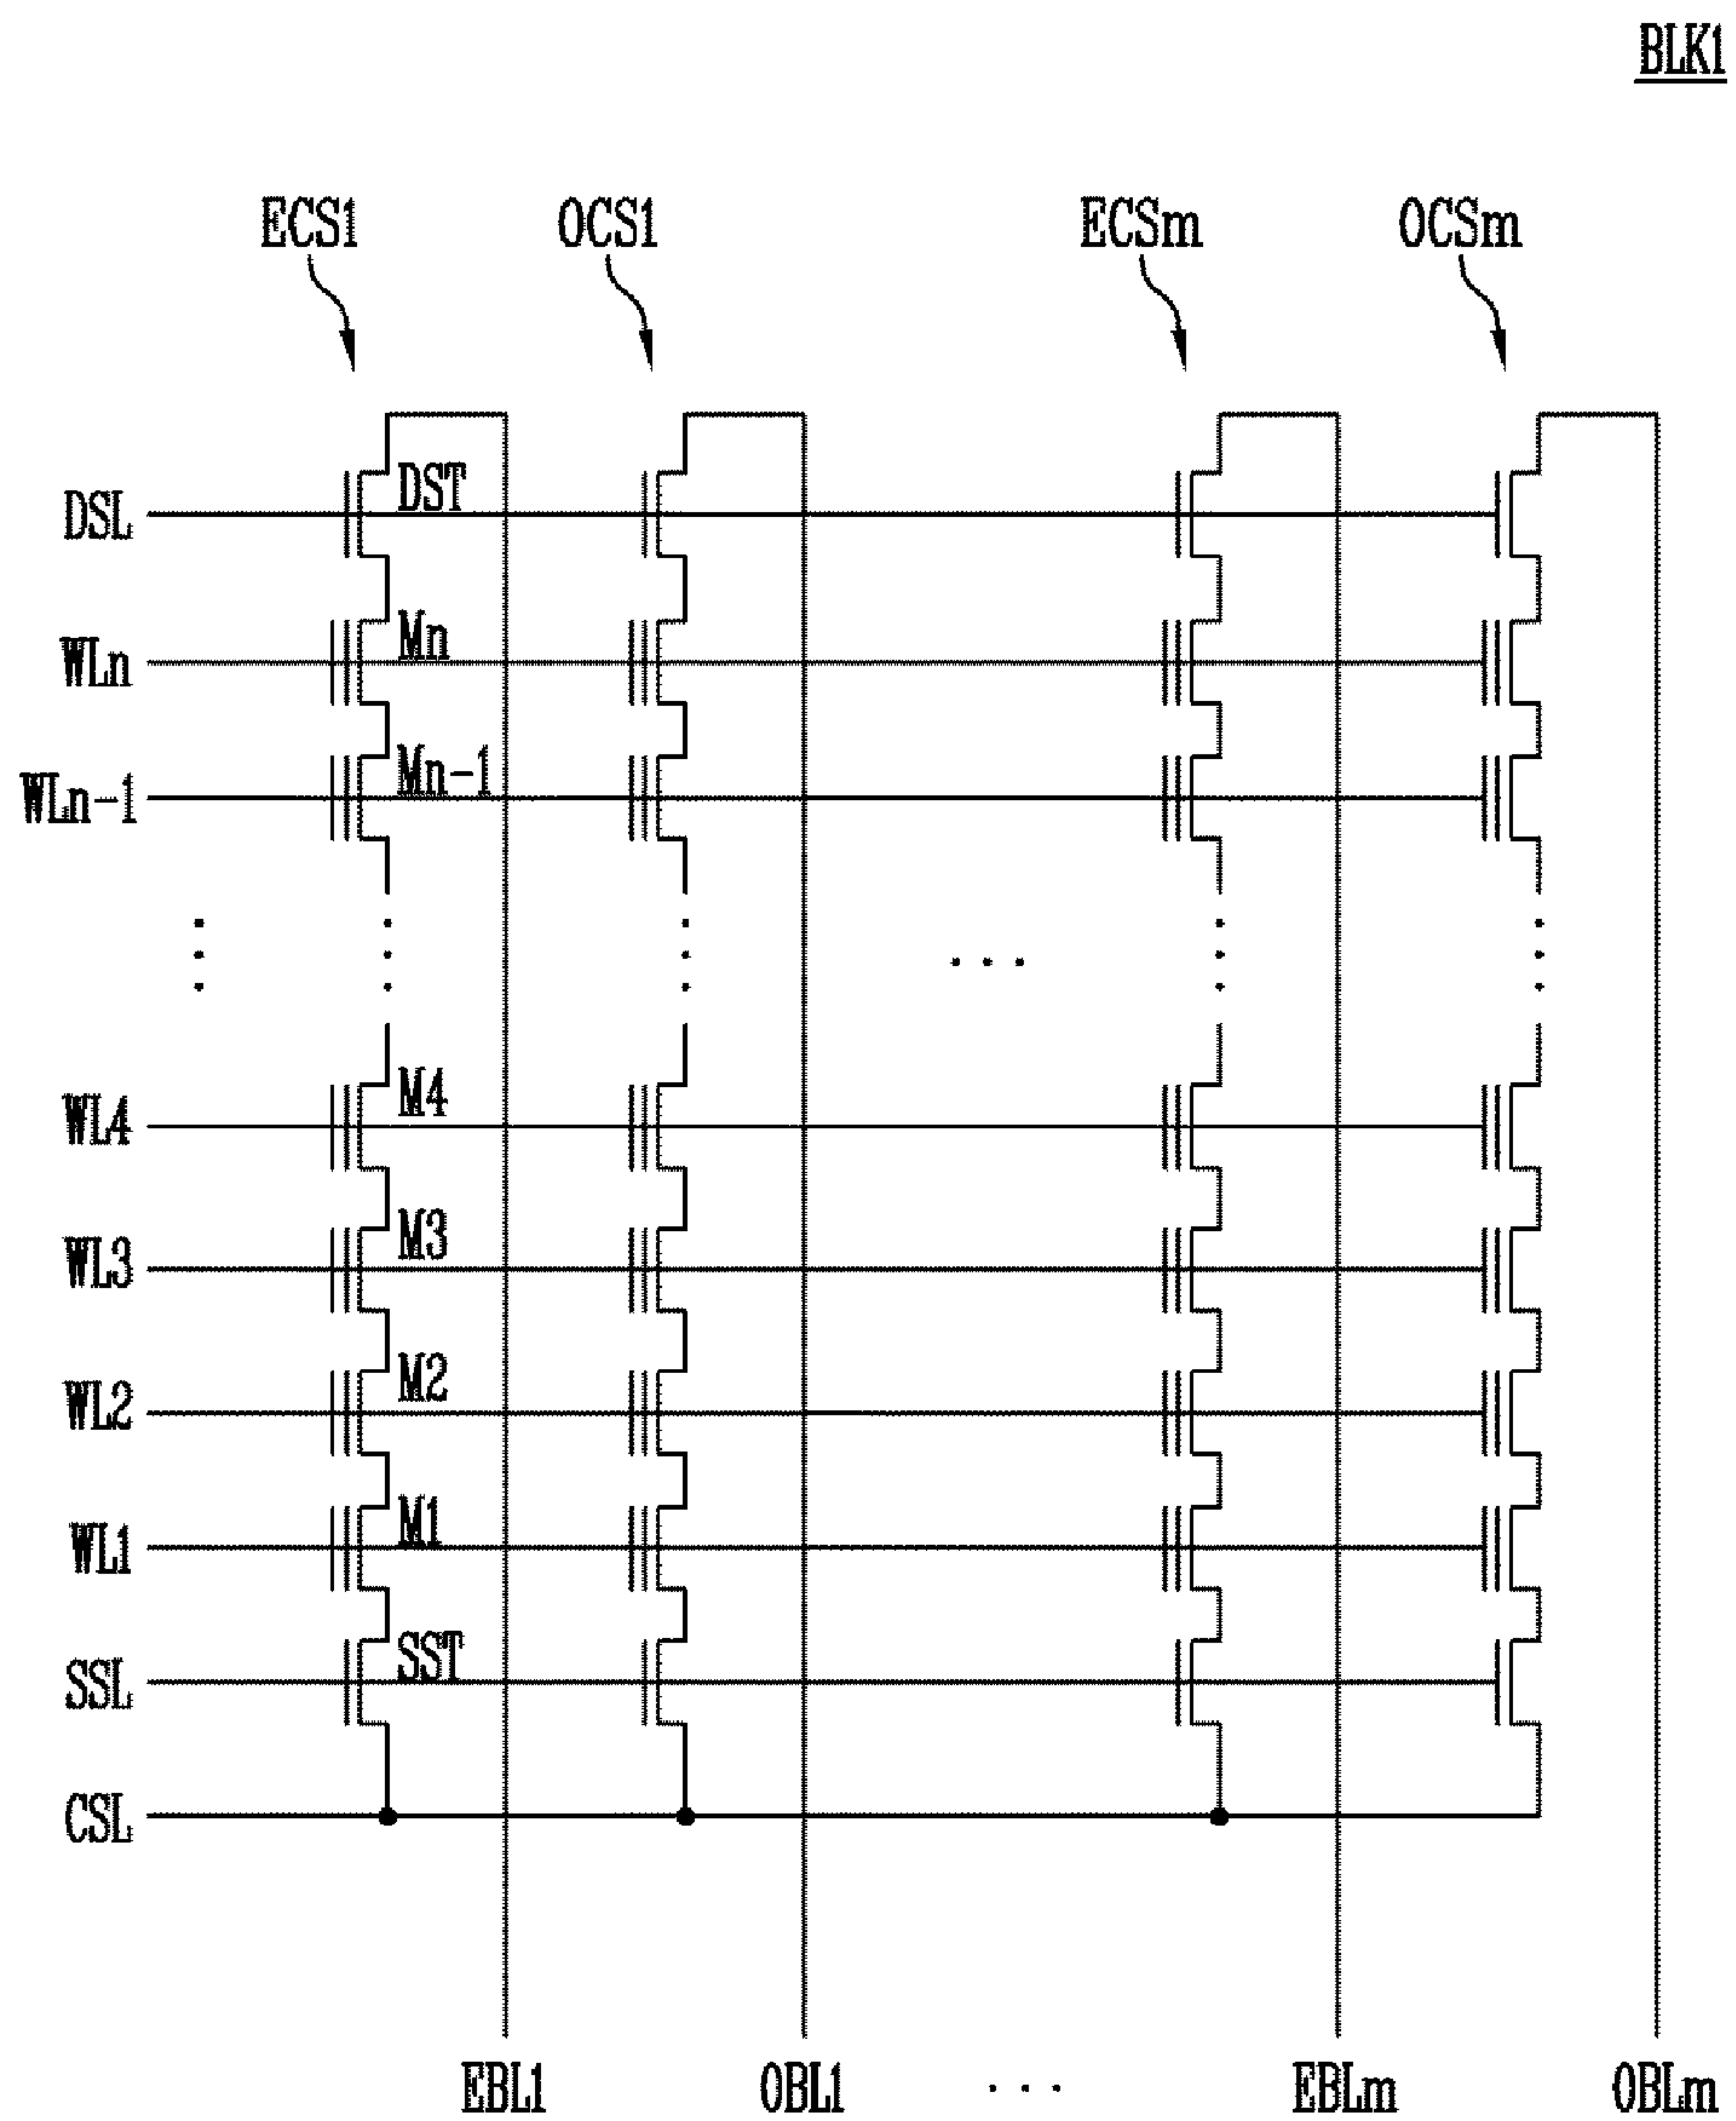 BLK1
ECS1 OCS1 ECSm OCSm
DSL DST
WLn Mn
WLn-1 Mn-1
WL4 M4
WL3 M3
WL2 M2
WL1 M1
SSL SST
CSL
EBL1 OBL1 ... EBLm OBLm